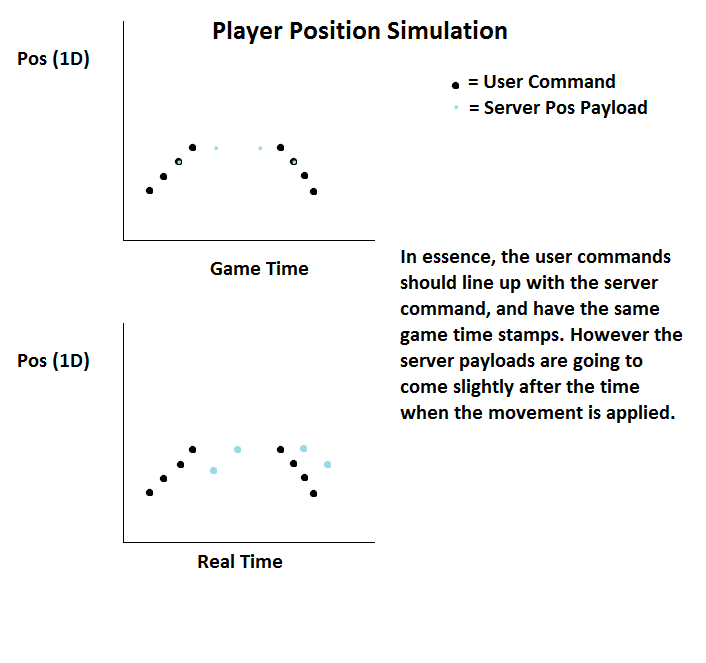 Player Position Simulation
Pos (1D)
= User Command
= Server Pos Payload
Game Time
In essence, the user commands
should line up with the server
command, and have the same
game time stamps. However the
server payloads are going to
come slightly after the time
when the movement is applied.
Pos (1D)
Real Time